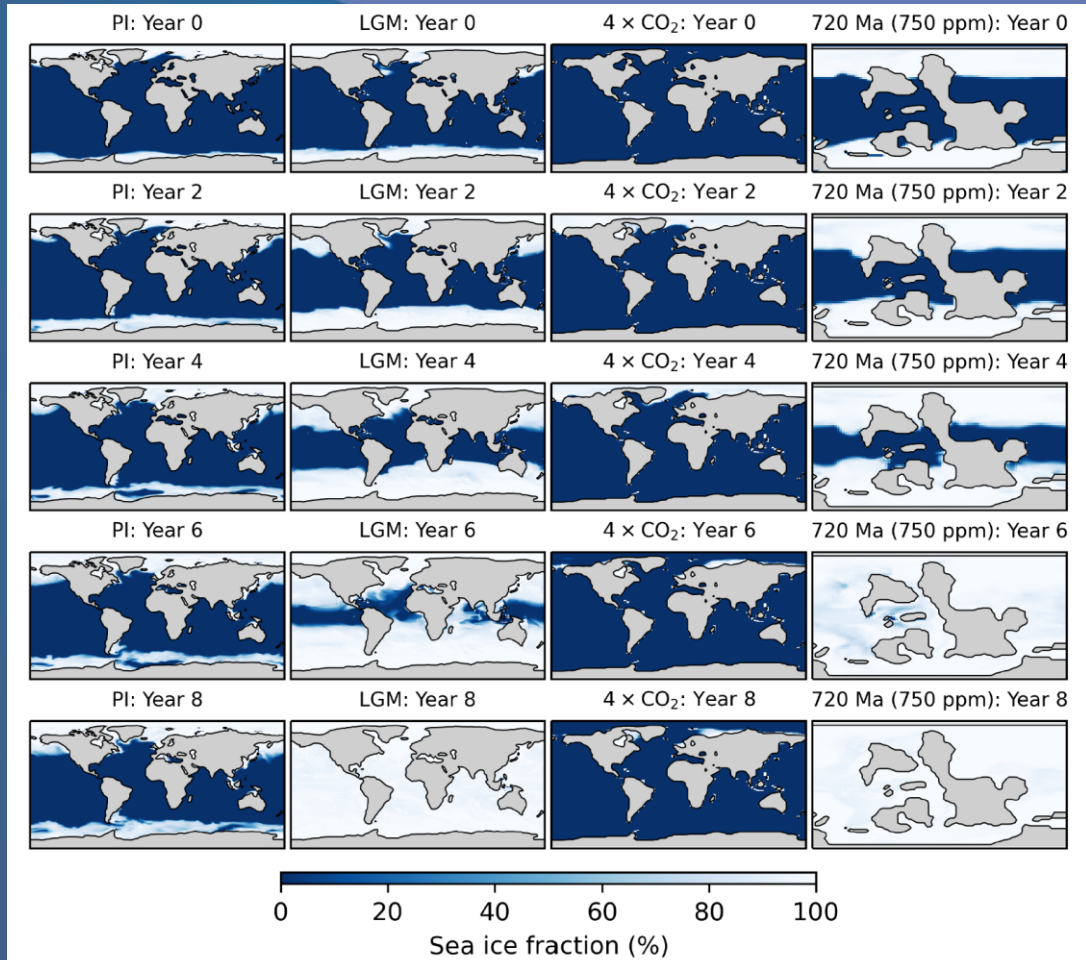 PI: Year 0 LGM: Year 0 4 × CO₂: Year 0 720 Ma (750 ppm): Year 0
PI: Year 2 LGM: Year 2 4 × CO₂: Year 2 720 Ma (750 ppm): Year 2
PI: Year 4 LGM: Year 4 4 × CO₂: Year 4 720 Ma (750 ppm): Year 4
PI: Year 6 LGM: Year 6 4 × CO₂: Year 6 720 Ma (750 ppm): Year 6
PI: Year 8 LGM: Year 8 4 × CO₂: Year 8 720 Ma (750 ppm): Year 8
0 20 40 60 80 100
Sea ice fraction (%)